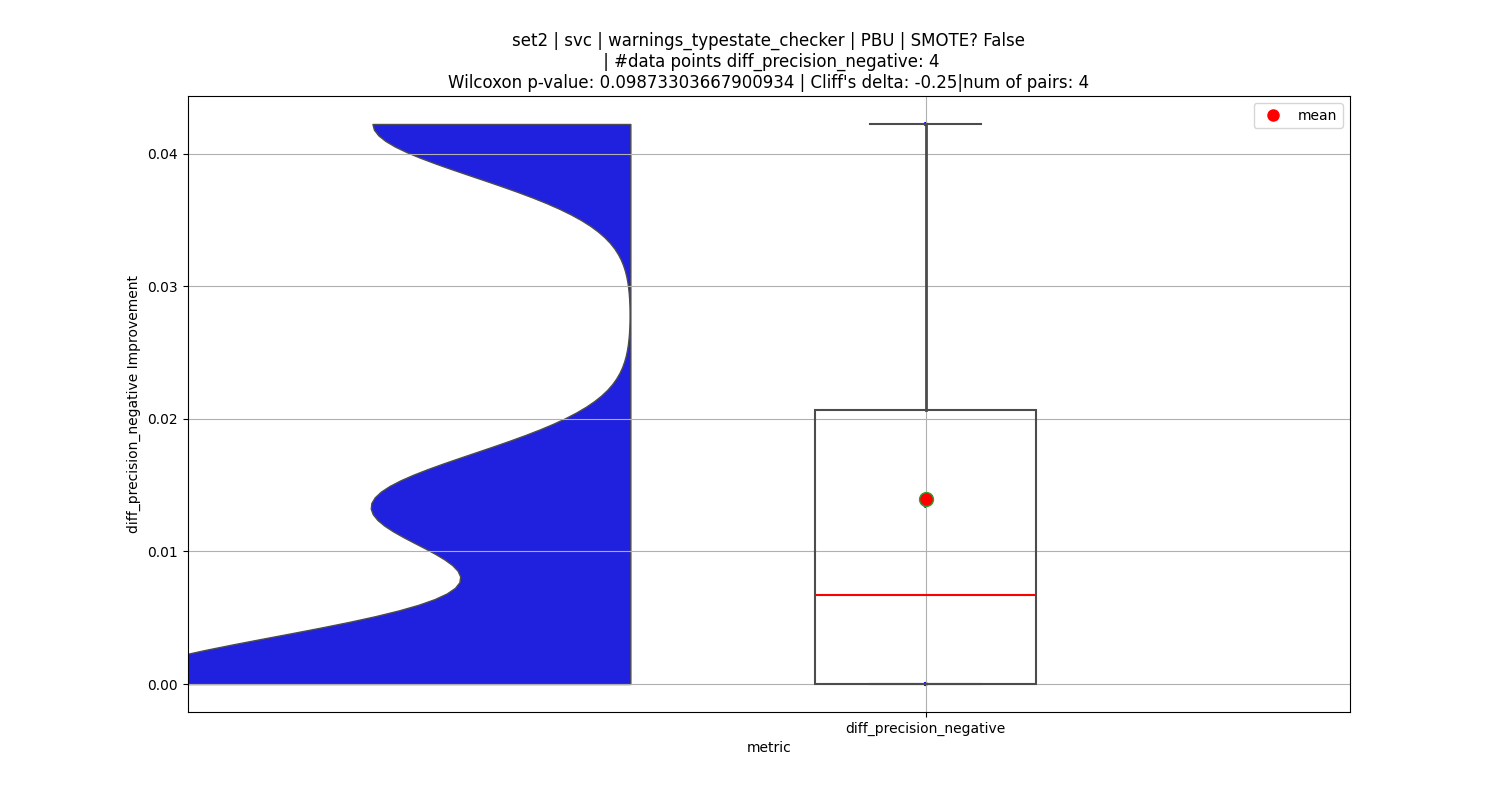 set2 | svc | warnings_typestate_checker | PBU | SMOTE? False
| #data points diff_precision_negative: 4
Wilcoxon p-value: 0.09873303667900934 | Cliff's delta: -0.25|num of pairs: 4
mean
0.04
0.03
0.02
0.01
0.00
diff_precision_negative Improvement
diff_precision_negative
metric